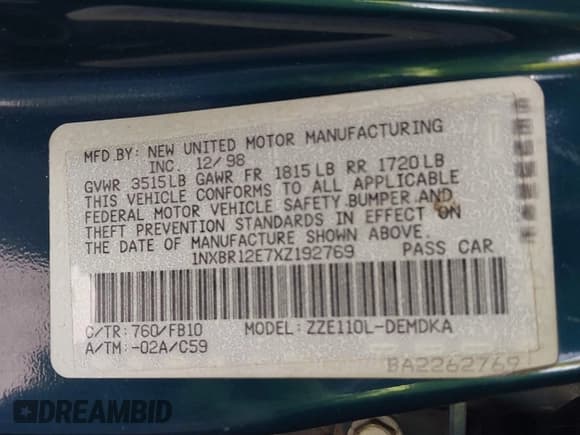 MFD.BY: NEW UNITED MOTOR MANUFACTURING
INC. 12/98
GVWR 3515LB GAWR FR 1815LB RR 1720LB
THIS VEHICLE CONFORMS TO ALL APPLICABLE
FEDERAL MOTOR VEHICLE SAFETY,BUMPER AND
THEFT PREVENTION STANDARDS IN EFFECT ON
THE DATE OF MANUFACTURE SHOWN ABOVE.
1NXBR12E7XZ192769 PASS CAR
C/TR: 760/FB10 MODEL: ZZE110L-DEMDKA
A/TM: -02A/C59
BA2262769
DREAMBID